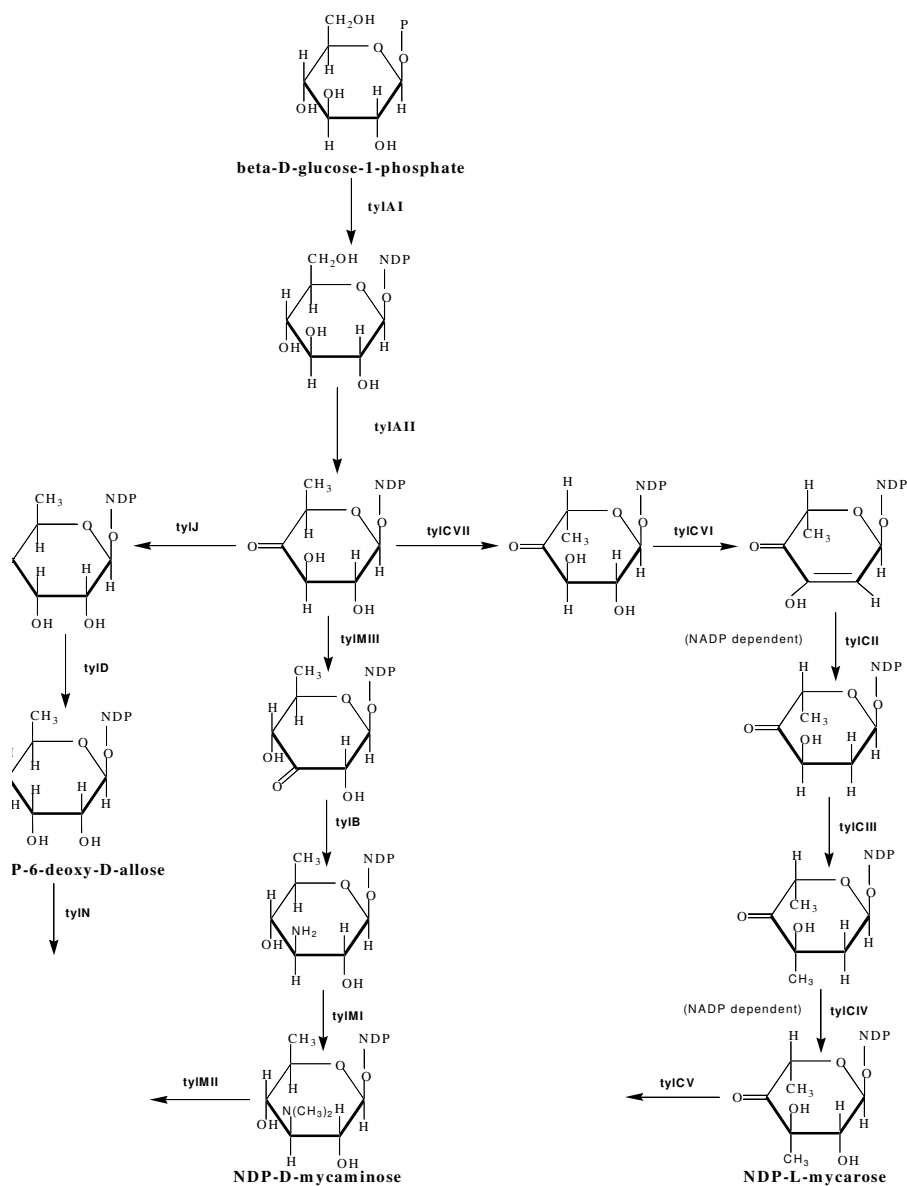 CH2OH
P
H
O
O
H
OH
H
OH
H
H
OH
beta-D-glucose-1-phosphate
tylAI
CH2OH
NDP
H
O
O
H
OH
H
OH
H
H
OH
tylAII
CH3
NDP
O
O
H
H
H
H
OH
OH
tylJ
CH3
NDP
O
O
H
O
OH
H
H
H
OH
tylCVII
H
NDP
O
O
CH3
O
OH
H
H
H
OH
tylCVI
H
NDP
O
O
CH3
O
H
OH
H
tylD
tylMIII
(NADP dependent)
tylCII
CH3
NDP
O
O
H
H
H
H
OH
OH
P-6-deoxy-D-allose
tylN
CH3
NDP
H
O
O
H
OH
H
H
O
OH
tylB
H
NDP
O
O
CH3
O
OH
H
H
H
H
tylCIII
CH3
NDP
H
O
O
H
OH
NH2
H
H
H
OH
tylMI
H
NDP
O
O
CH3
O
OH
H
H
CH3
H
(NADP dependent)
tylCIV
tylMII
CH3
NDP
H
O
O
H
OH
N(CH3)2
H
H
H
OH
NDP-D-mycaminose
tylCV
H
NDP
O
O
CH3
O
OH
H
H
CH3
OH
NDP-L-mycarose